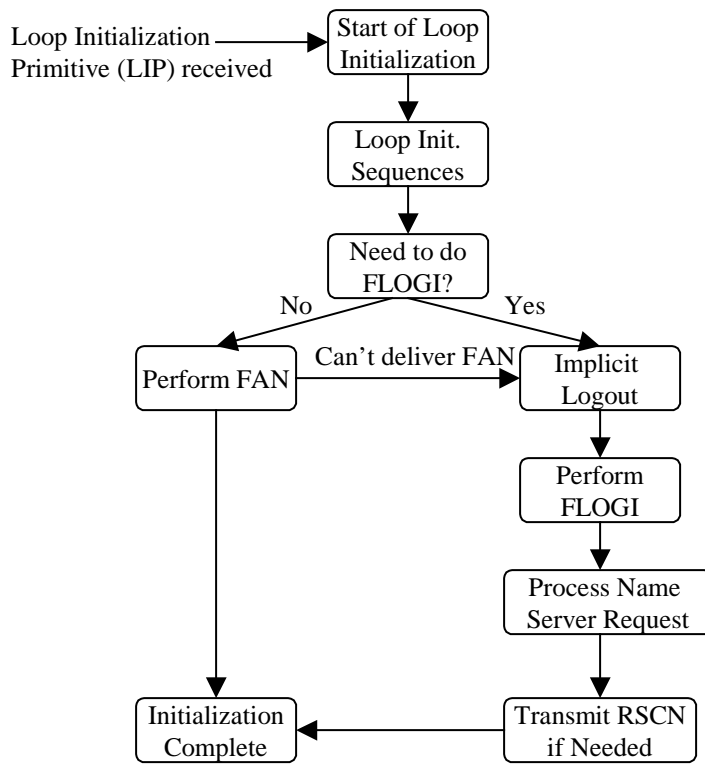 Loop Initialization
Primitive (LIP) received
Start of Loop
Initialization
Loop Init.
Sequences
Need to do
FLOGI?
No
Yes
Perform FAN
Can't deliver FAN
Implicit
Logout
Perform
FLOGI
Process Name
Server Request
Initialization
Complete
Transmit RSCN
if Needed